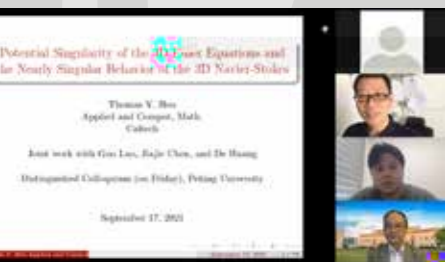 Potential Singularity of the 3D Euler Equations and
the Nearly Singular Behavior of the 3D Navier-Stokes
Thomas Y. Hou
Applied and Comput. Math
Caltech
Joint work with Guo Luo, Jiajie Chen, and De Huang
Distinguished Colloquium (on Friday), Peking University
September 17, 2021